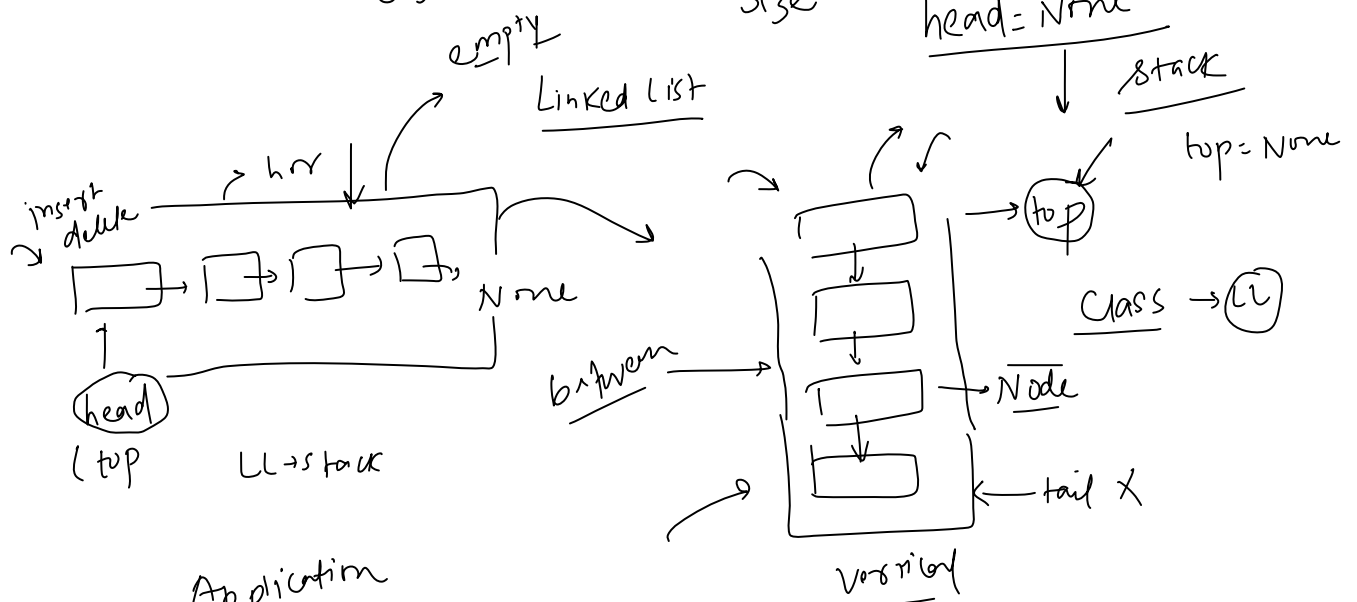 size
head = None
empty
stack
Linked list
top = None
hor
insert
delete
top
None
Class → LL
between
Node
head
(top
LL → stack
tail X
Application